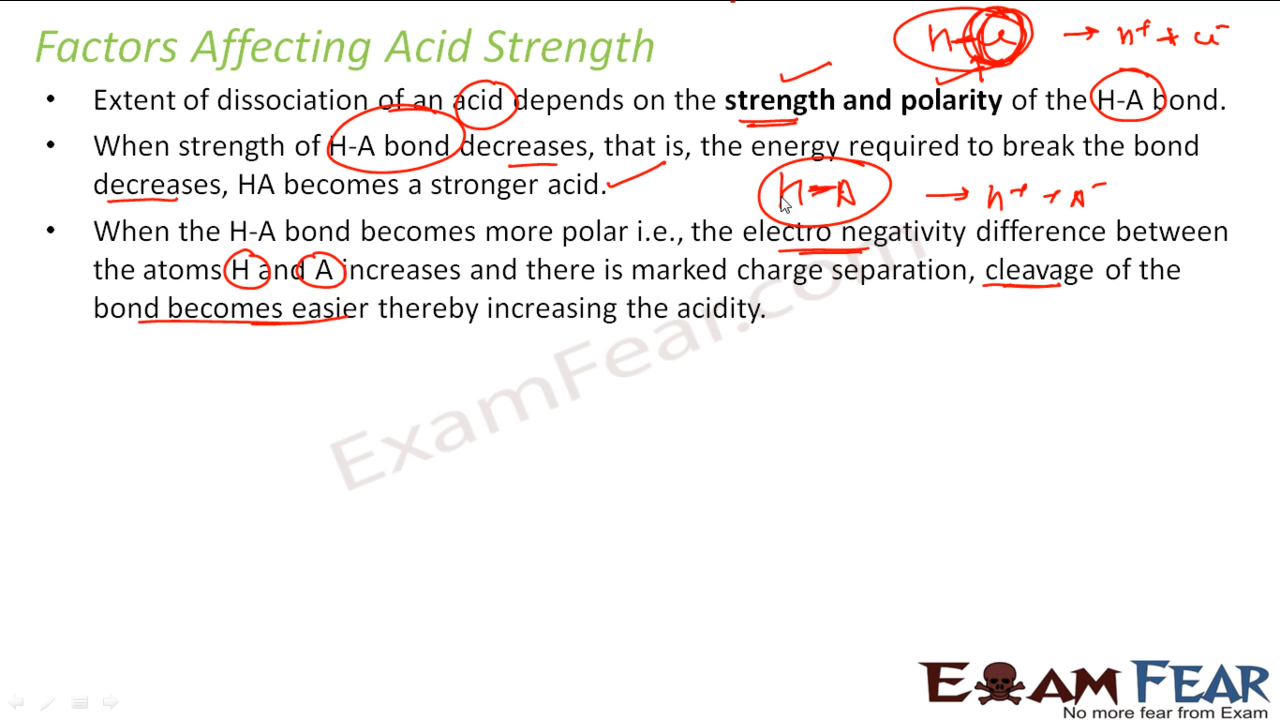 Factors Affecting Acid Strength
H-Cl → H⁺ + Cl⁻
• Extent of dissociation of an acid depends on the strength and polarity of the H-A bond.
• When strength of H-A bond decreases, that is, the energy required to break the bond
decreases, HA becomes a stronger acid.
H-A → H⁺ + A⁻
• When the H-A bond becomes more polar i.e., the electro negativity difference between
the atoms H and A increases and there is marked charge separation, cleavage of the
bond becomes easier thereby increasing the acidity.
ExamFear.com
EXAM FEAR
No more fear from Exam